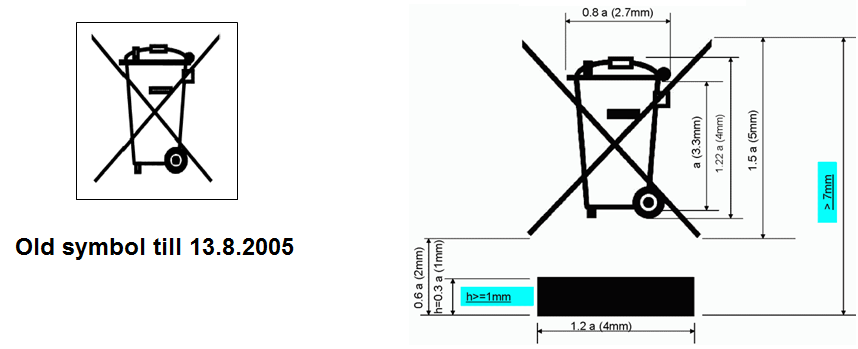 Old symbol till 13.8.2005
0.8 a (2.7mm)
a (3.3mm)
1.22 a (4mm)
1.5 a (5mm)
> 7mm
0.6 a (2mm)
h=0.3 a (1mm)
h>=1mm
1.2 a (4mm)